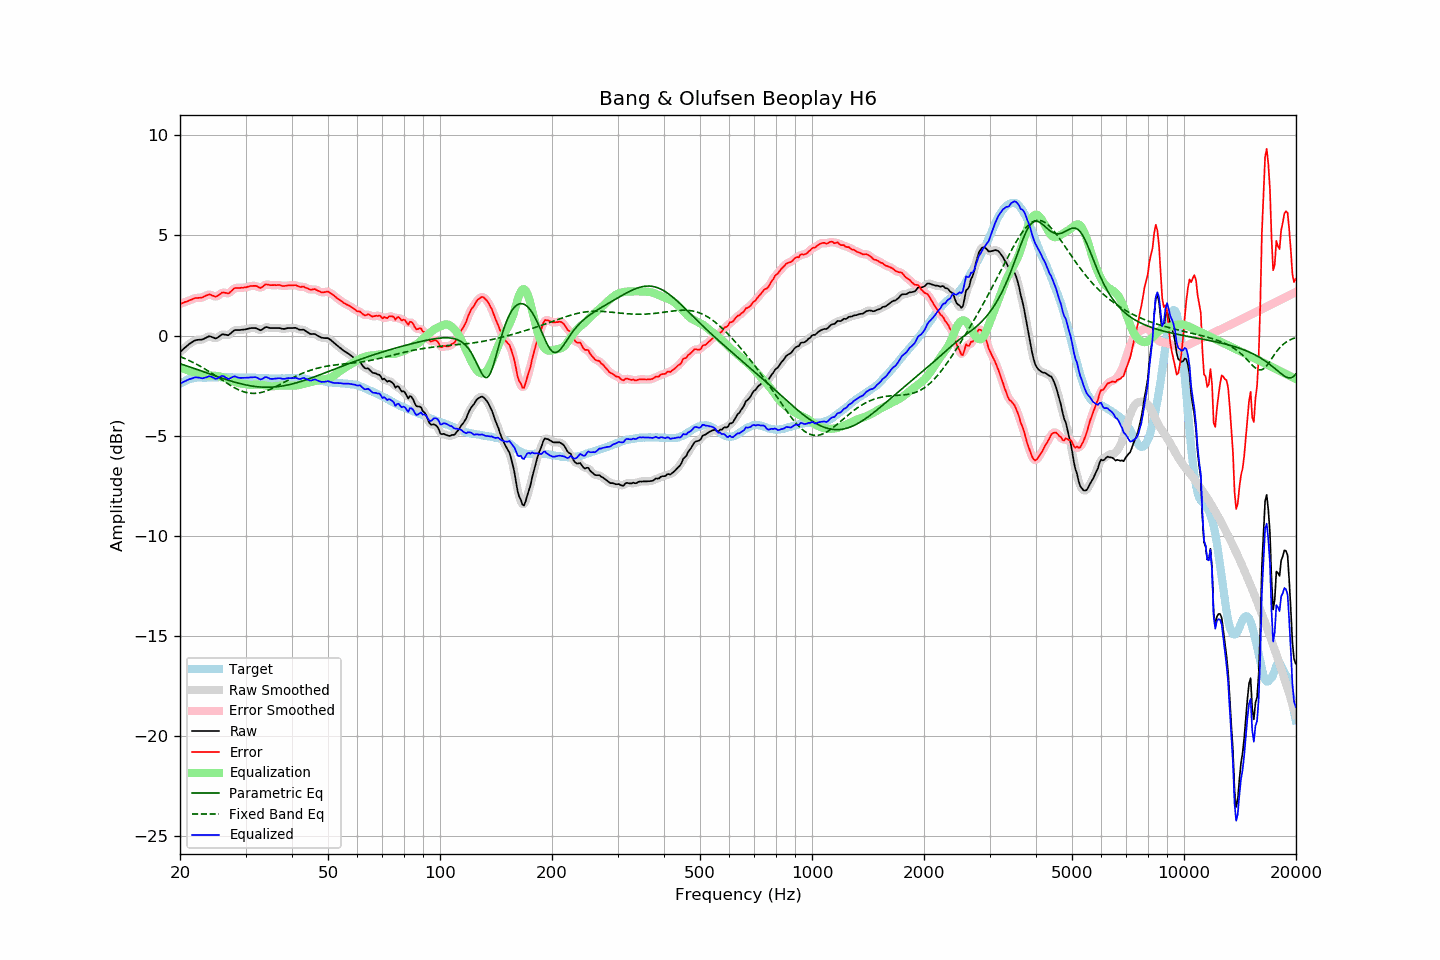 Bang & Olufsen Beoplay H6
10
5
0
−5
−10
−15
−20
−25
Amplitude (dBr)
Target
Raw Smoothed
Error Smoothed
Raw
Error
Equalization
Parametric Eq
Fixed Band Eq
Equalized
20 50 100 200 500 1000 2000 5000 10000 20000
Frequency (Hz)